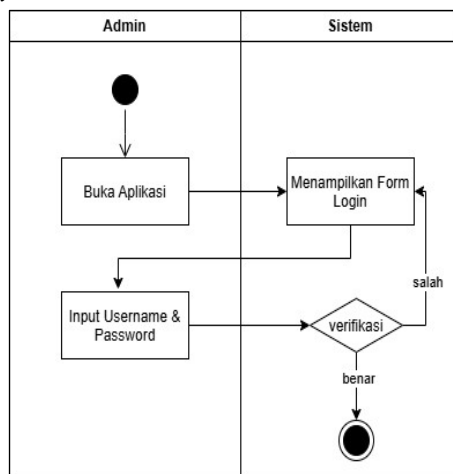 Admin
Sistem
Buka Aplikasi
Menampilkan Form
Login
salah
Input Username &
Password
verifikasi
benar